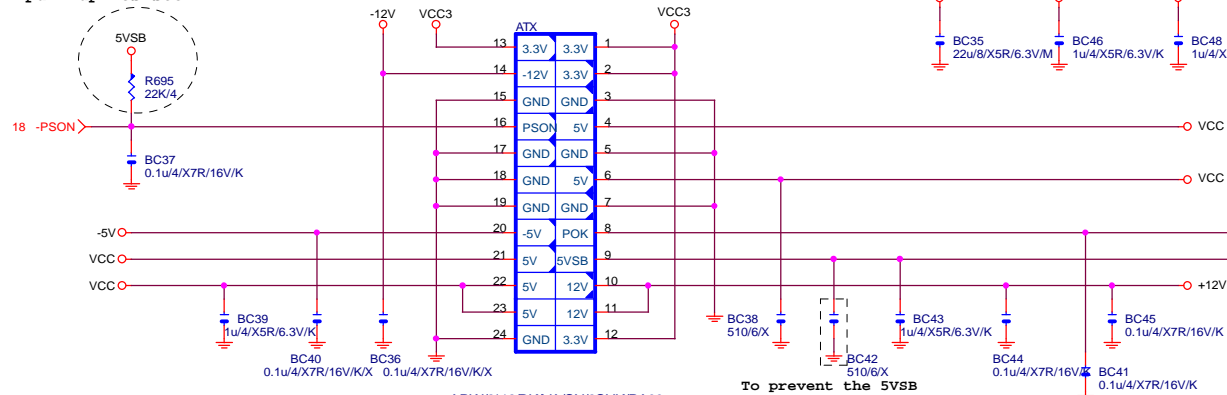 -12V
VCC3
VCC3
ATX
5VSB
R695
22K/4
18 -PSON
BC37
0.1u/4/X7R/16V/K
BC35
22u/8/X5R/6.3V/M
BC46
1u/4/X5R/6.3V/K
BC48
1u/4/X
13 3.3V 3.3V 1
14 -12V 3.3V 2
15 GND GND 3
16 PSON 5V 4
17 GND GND 5
18 GND 5V 6
19 GND GND 7
20 -5V POK 8
21 5V 5VSB 9
22 5V 12V 10
23 5V 12V 11
24 GND 3.3V 12
VCC
VCC
-5V
VCC
VCC
+12V
BC39
1u/4/X5R/6.3V/K
BC40
0.1u/4/X7R/16V/K/X
BC36
0.1u/4/X7R/16V/K/X
BC38
510/6/X
BC42
510/6/X
BC43
1u/4/X5R/6.3V/K
BC44
0.1u/4/X7R/16V/K
BC45
0.1u/4/X7R/16V/K
BC41
0.1u/4/X7R/16V/K
To prevent the 5VSB